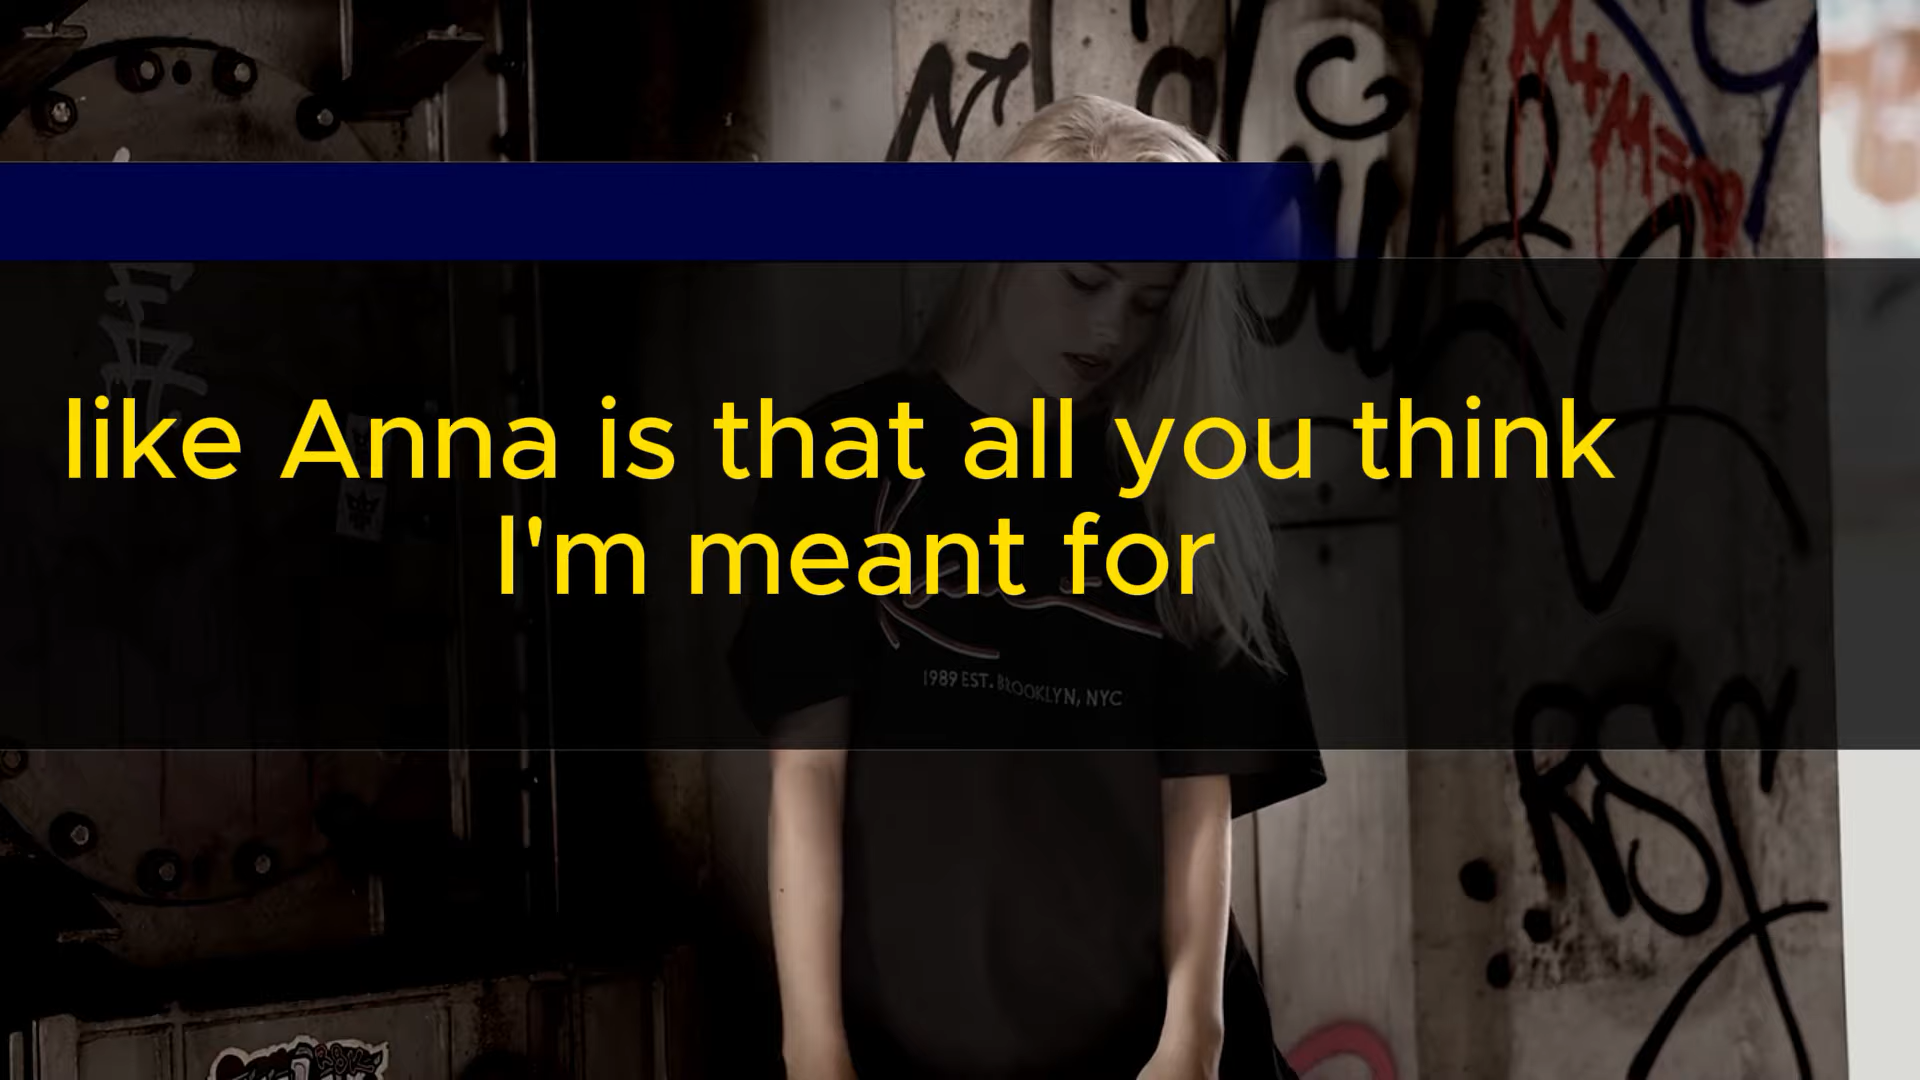 M+M=
like Anna is that all you think
I'm meant for
1989 EST. BROOKLYN, NYC